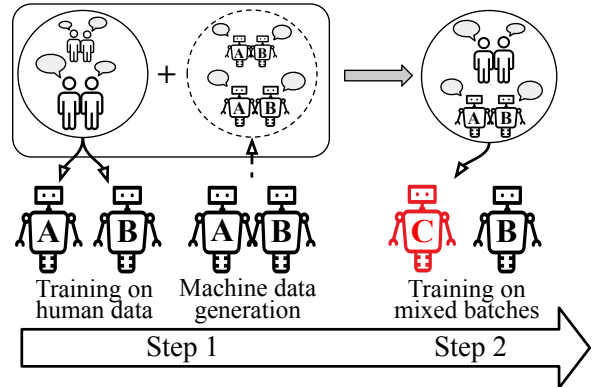 +
A B
A B
A B
A
B
A
B
C
B
Training on
human data
Machine data
generation
Training on
mixed batches
Step 1
Step 2